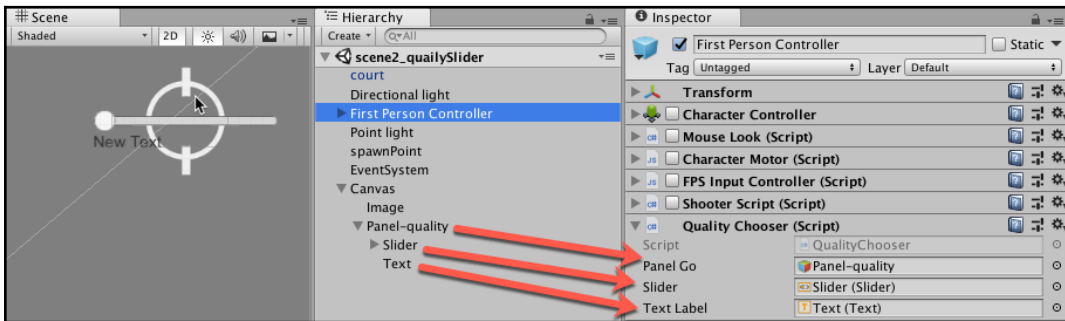 Scene
Shaded
2D
New Text
Hierarchy
Create
All
scene2_quailySlider
court
Directional light
First Person Controller
Point light
spawnPoint
EventSystem
Canvas
Image
Panel-quality
Slider
Text
Inspector
First Person Controller
Static
Tag Untagged Layer Default
Transform
Character Controller
C# Mouse Look (Script)
JS Character Motor (Script)
JS FPS Input Controller (Script)
C# Shooter Script (Script)
C# Quality Chooser (Script)
Script QualityChooser
Panel Go Panel-quality
Slider Slider (Slider)
Text Label T Text (Text)